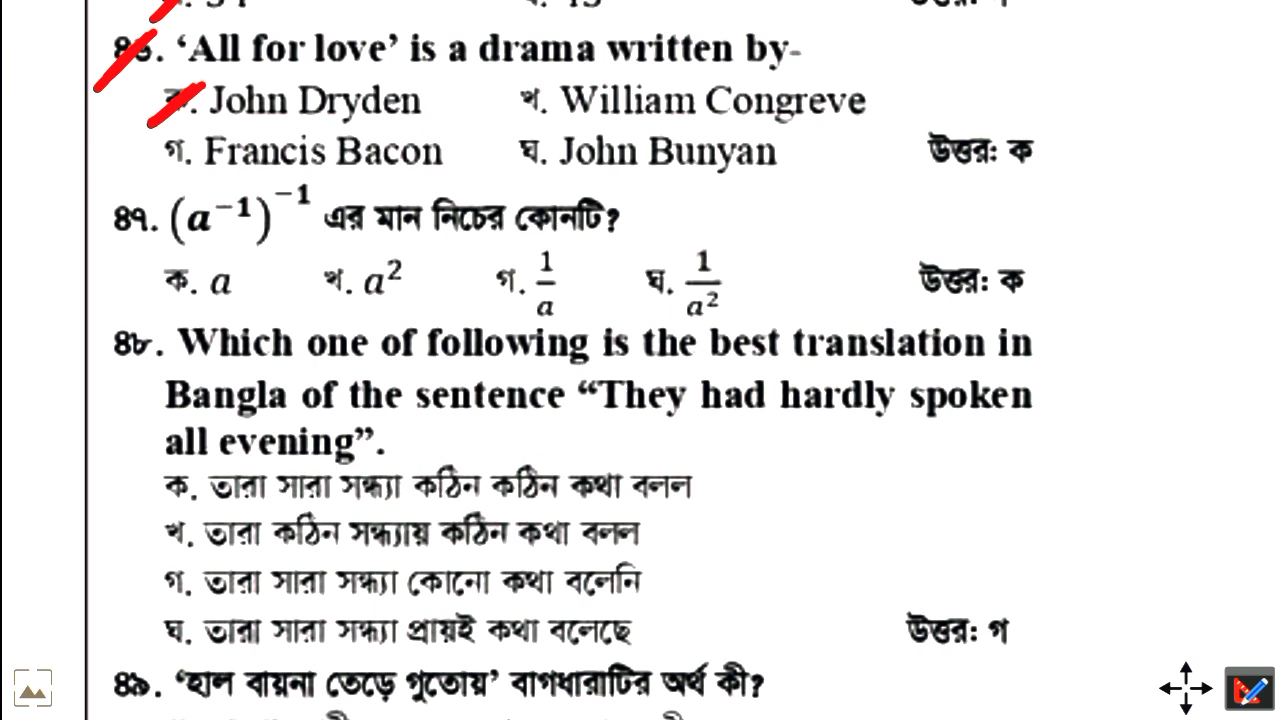 ৪৬. ‘All for love’ is a drama written by-
ক. John Dryden খ. William Congreve
গ. Francis Bacon ঘ. John Bunyan উত্তরঃ ক
৪৭. (a⁻¹)⁻¹ এর মান নিচের কোনটি?
ক. a খ. a² গ. 1/a ঘ. 1/a² উত্তরঃ ক
৪৮. Which one of following is the best translation in
Bangla of the sentence “They had hardly spoken
all evening”.
ক. তারা সারা সন্ধ্যা কঠিন কঠিন কথা বলল
খ. তারা কঠিন সন্ধ্যায় কঠিন কথা বলল
গ. তারা সারা সন্ধ্যা কোনো কথা বলেনি
ঘ. তারা সারা সন্ধ্যা প্রায়ই কথা বলেছে উত্তরঃ গ
৪৯. ‘হাল বায়না তেড়ে গুতোয়’ বাগধারাটির অর্থ কী?